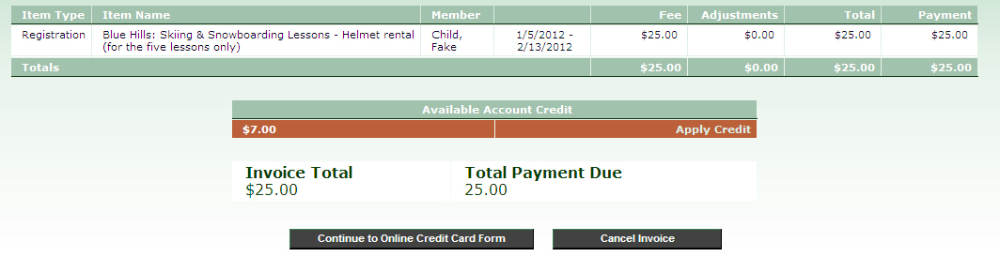 Item Type Item Name Member Fee Adjustments Total Payment
Registration Blue Hills: Skiing & Snowboarding Lessons - Helmet rental Child, 1/5/2012 - $25.00 $0.00 $25.00 $25.00
(for the five lessons only) Fake 2/13/2012
Totals $25.00 $0.00 $25.00 $25.00
Available Account Credit
$7.00 Apply Credit
Invoice Total Total Payment Due
$25.00 25.00
Continue to Online Credit Card Form Cancel Invoice